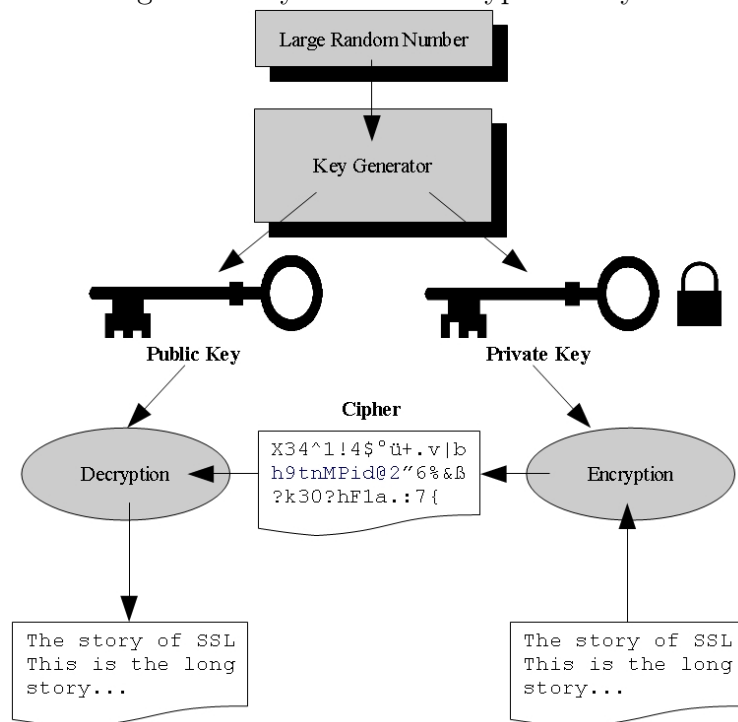 Large Random Number
Key Generator
Public Key
Private Key
Cipher
X34^1!4$°ü+.v|b
h9tnMPid@2″6%&ß
?k30?hF1a.:7{
Decryption
Encryption
The story of SSL
This is the long
story...
The story of SSL
This is the long
story...